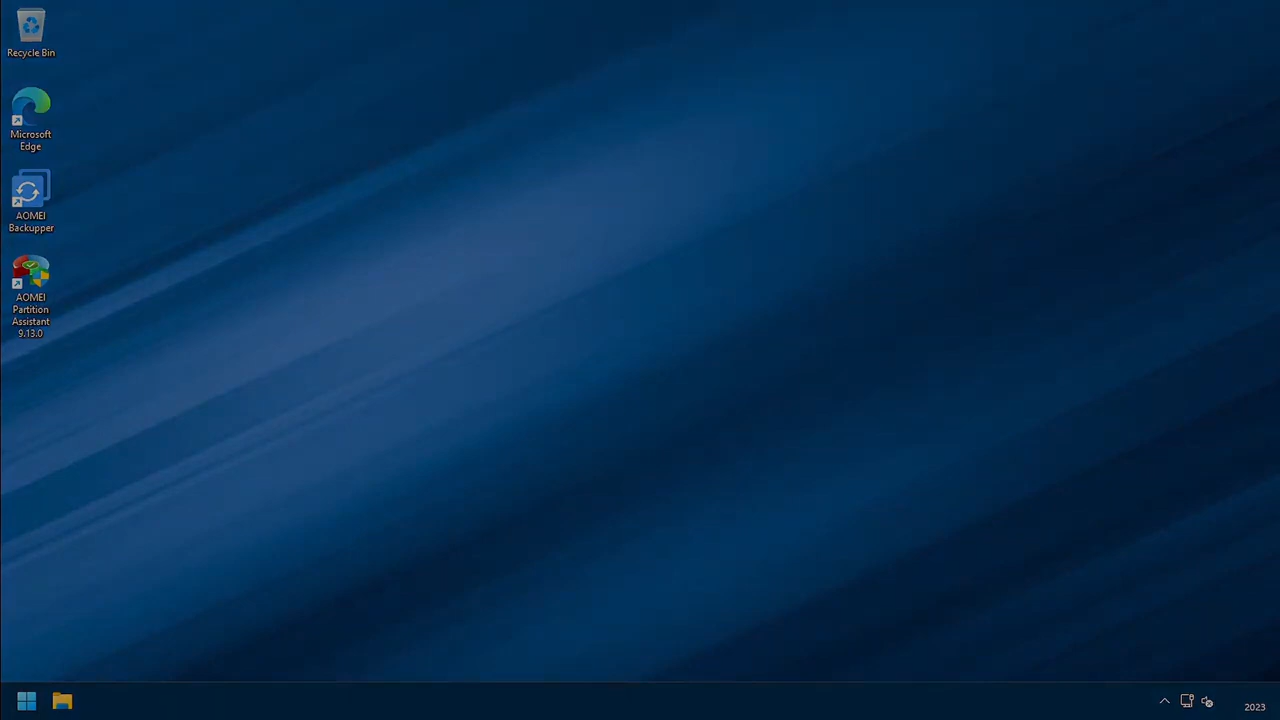 Recycle Bin
Microsoft
Edge
AOMEI
Backupper
AOMEI
Partition
Assistant
9.13.0
2023